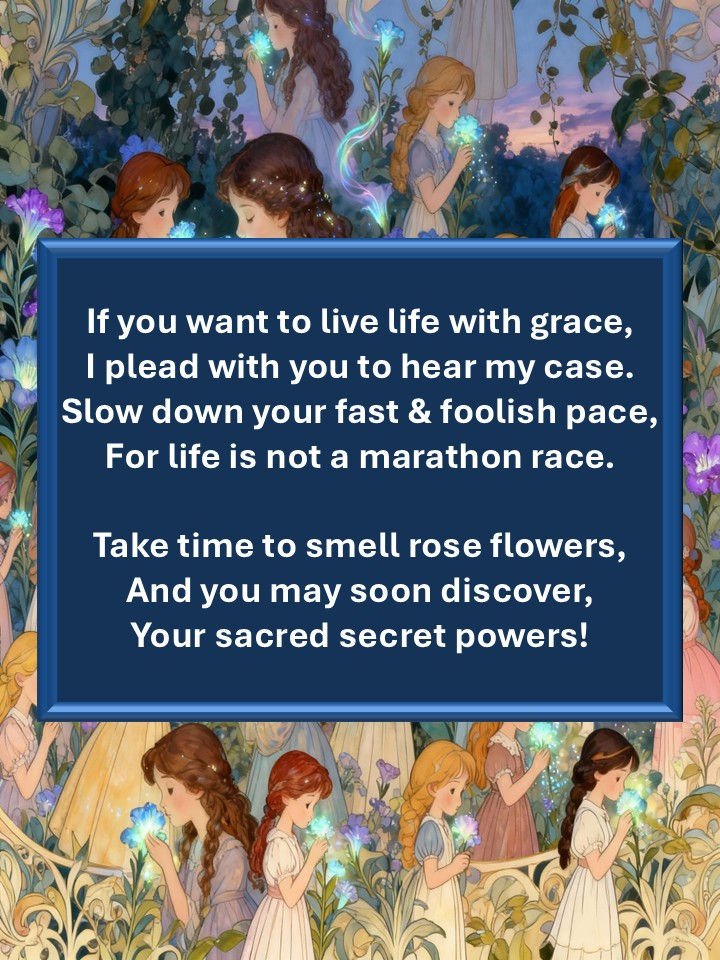 If you want to live life with grace,
I plead with you to hear my case.
Slow down your fast & foolish pace,
For life is not a marathon race.
Take time to smell rose flowers,
And you may soon discover,
Your sacred secret powers!